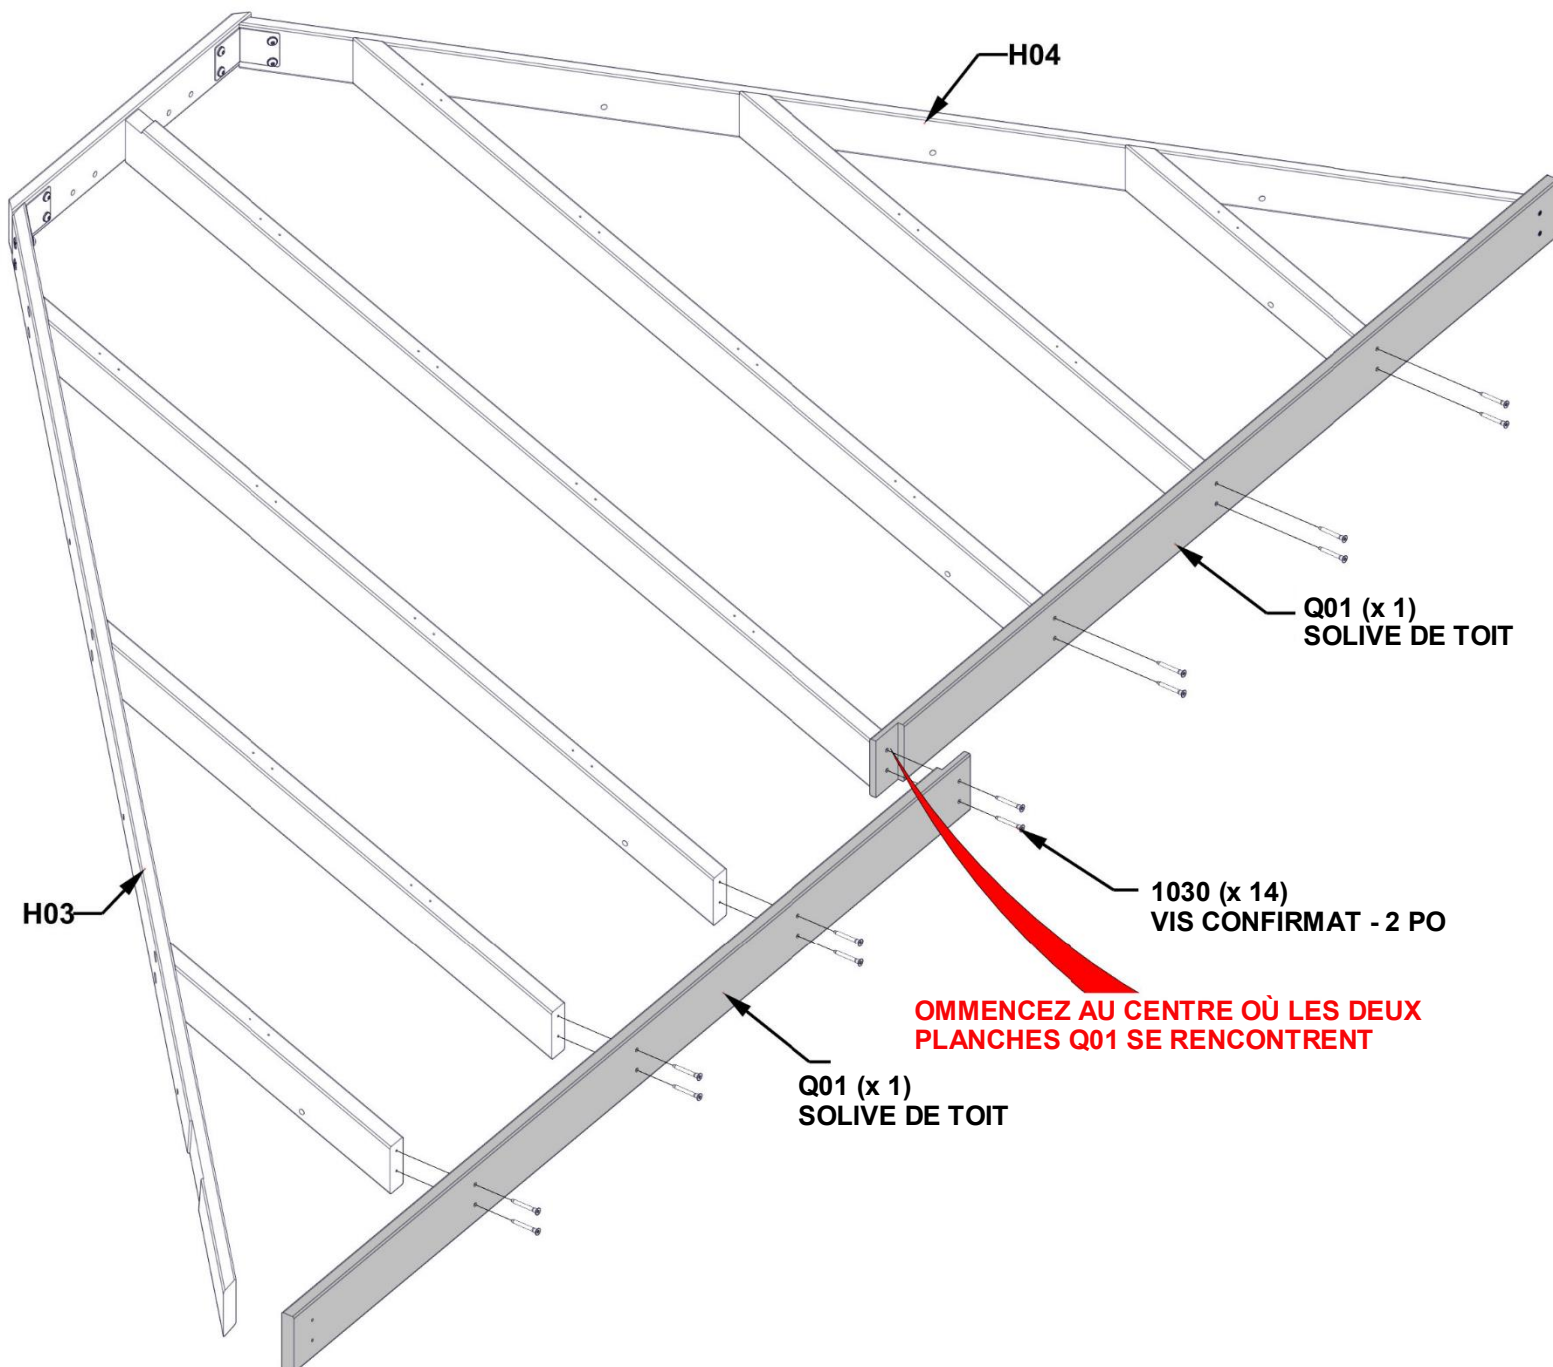 H04
Q01 (x 1)
SOLIVE DE TOIT
H03
1030 (x 14)
VIS CONFIRMAT - 2 PO
OMMENCEZ AU CENTRE OÙ LES DEUX
PLANCHES Q01 SE RENCONTRENT
Q01 (x 1)
SOLIVE DE TOIT